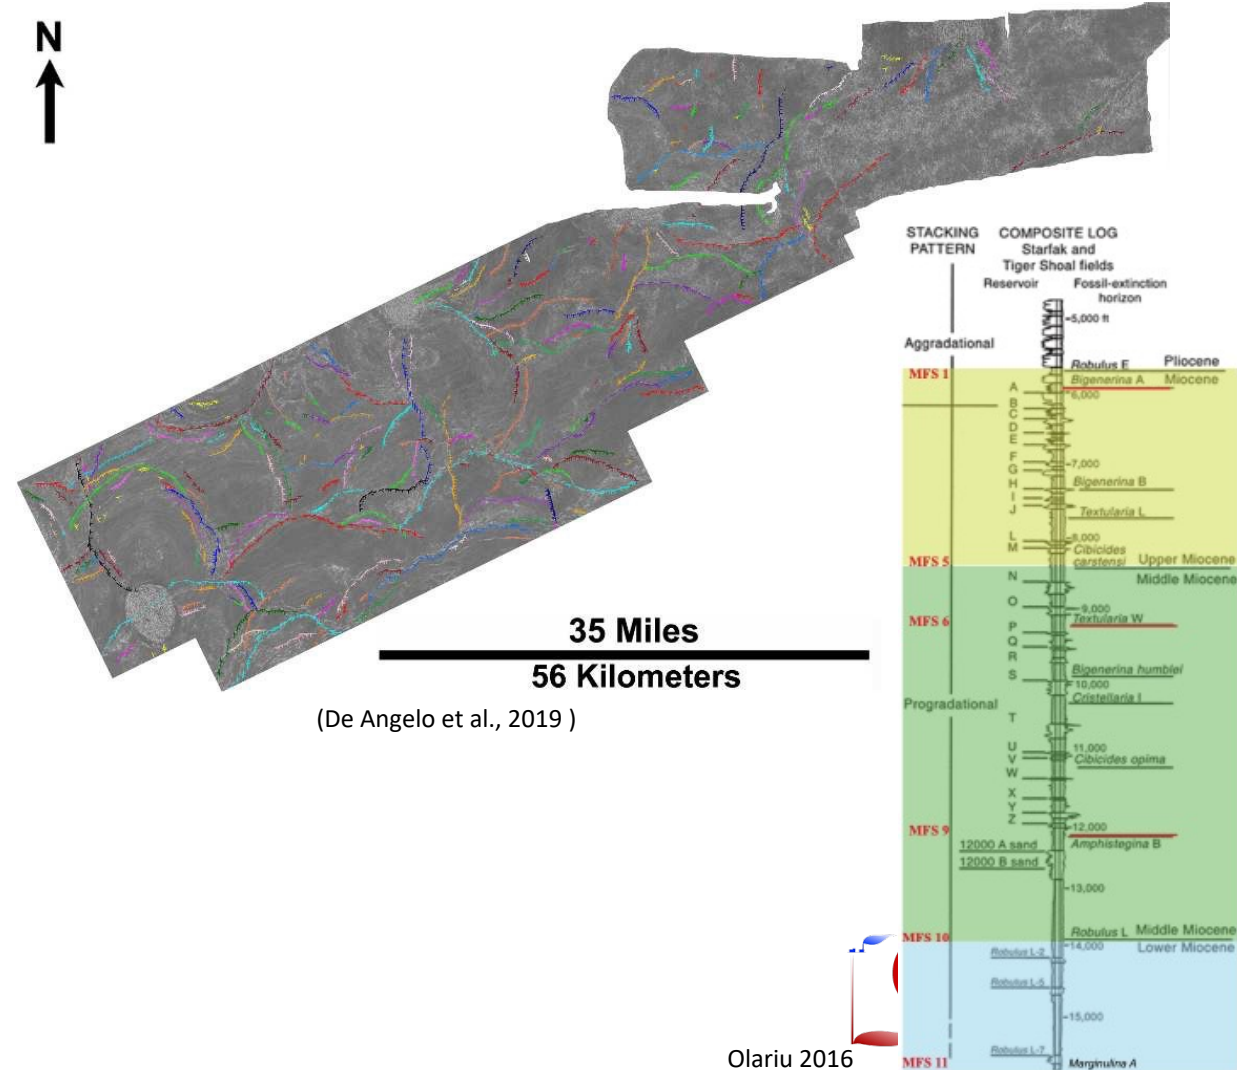 N
35 Miles
56 Kilometers
(De Angelo et al., 2019 )
Olariu 2016
STACKING
PATTERN
COMPOSITE LOG
Starfak and
Tiger Shoal fields
Reservoir
Fossil-extinction
horizon
5,000 ft
Aggradational
Robulus E Pliocene
MFS 1
Bigenerina A Miocene
A
6,000
B
C
D
E
F
7,000
G
H
Bigenerina B
I
J
Textularia L
L
8,000
M
Cibicides
carstensi
Upper Miocene
MFS 5
Middle Miocene
N
O
9,000
MFS 6
Textularia W
P
Q
R
Bigenerina humblei
S
10,000
Cristellaria I
Progradational
T
U
11,000
V
Cibicides opima
W
X
Y
Z
12,000
MFS 9
Amphistegina B
12000 A sand
12000 B sand
13,000
MFS 10
Robulus L Middle Miocene
14,000
Lower Miocene
Robulus L-2
Robulus L-5
15,000
Robulus L-7
MFS 11
Marginulina A